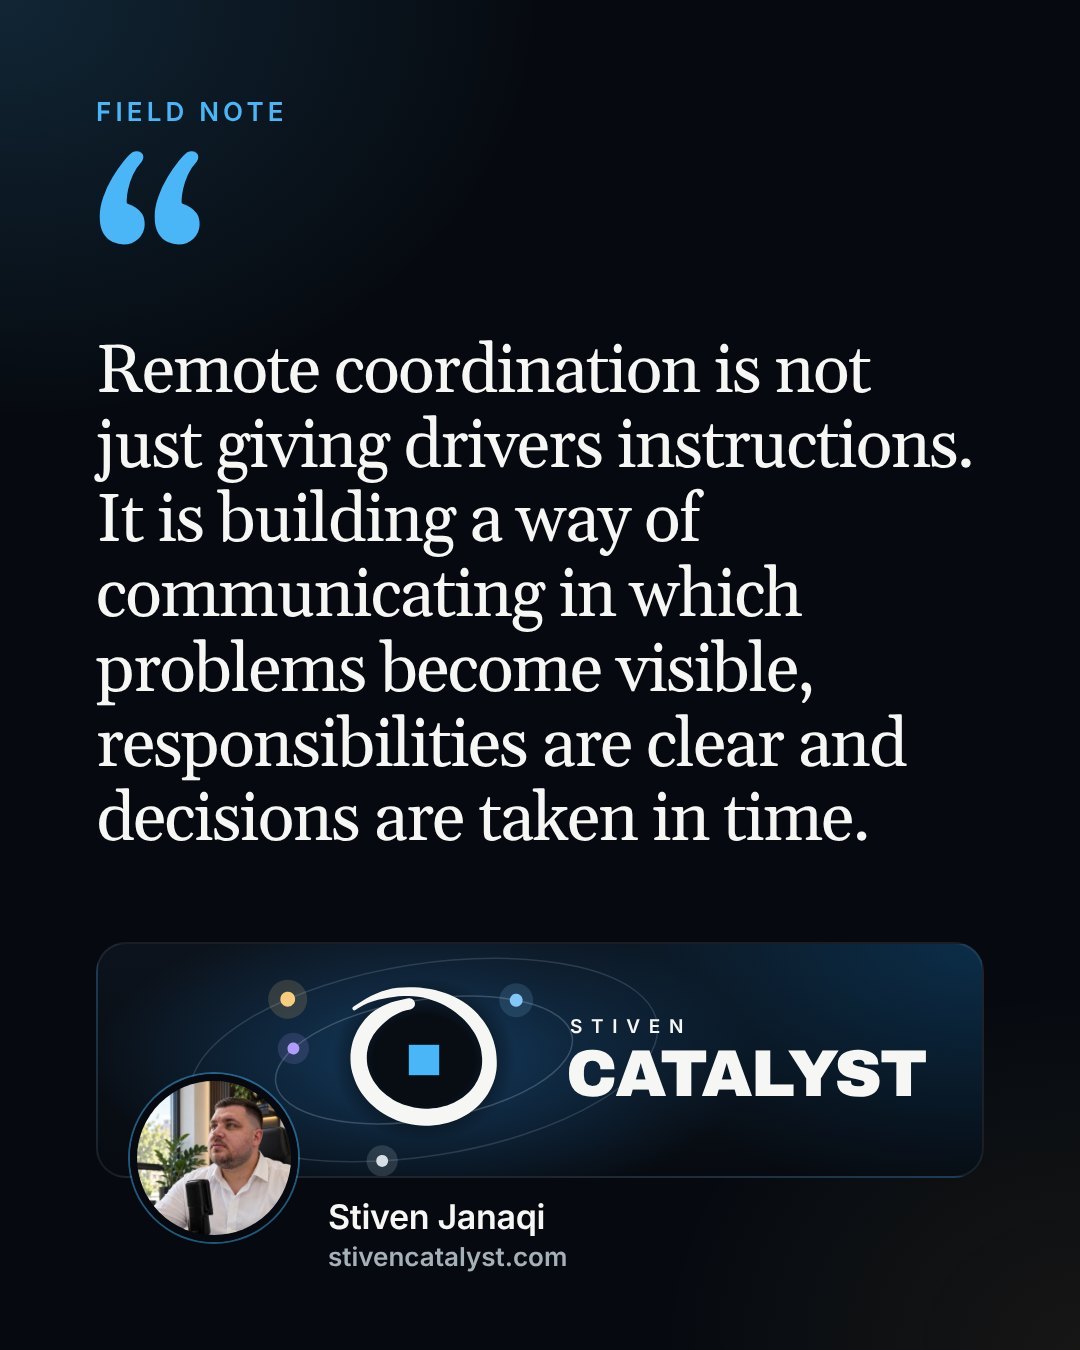 FIELD NOTE
“
Remote coordination is not
just giving drivers instructions.
It is building a way of
communicating in which
problems become visible,
responsibilities are clear and
decisions are taken in time.
STIVEN
CATALYST
Stiven Janaqi
stivencatalyst.com